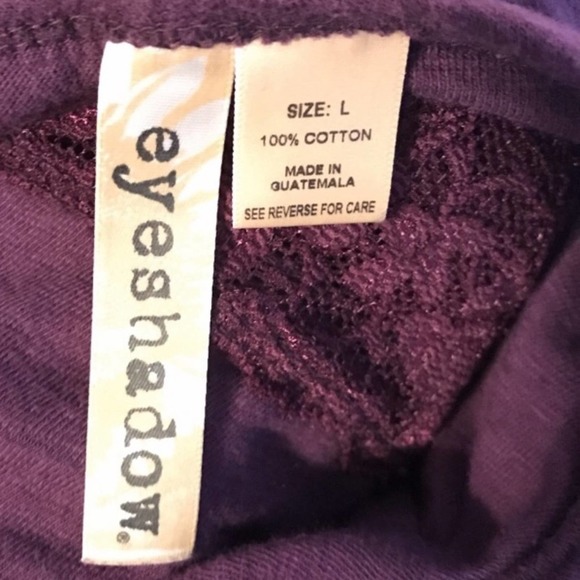 eyeshadow®
SIZE: L
100% COTTON
MADE IN
GUATEMALA
SEE REVERSE FOR CARE